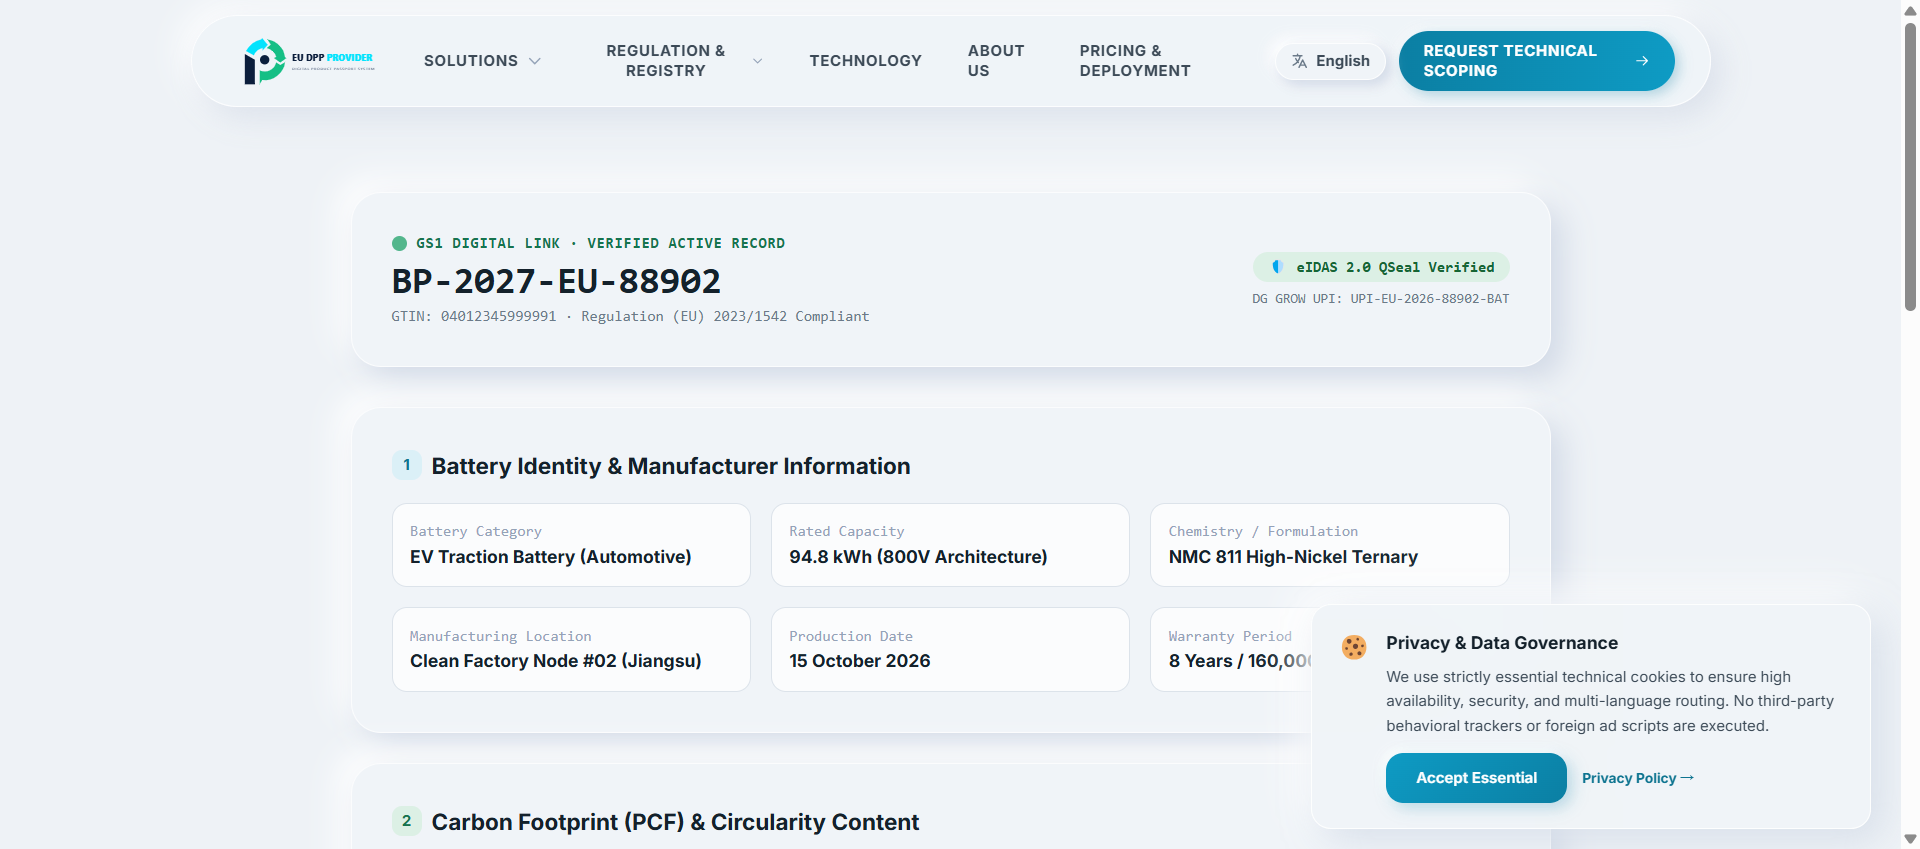 EU DPP PROVIDER
DIGITAL PRODUCT PASSPORT SYSTEM
SOLUTIONS
REGULATION &
REGISTRY
TECHNOLOGY
ABOUT
US
PRICING &
DEPLOYMENT
English
REQUEST TECHNICAL
SCOPING
GS1 DIGITAL LINK · VERIFIED ACTIVE RECORD
BP-2027-EU-88902
GTIN: 04012345999991 · Regulation (EU) 2023/1542 Compliant
eIDAS 2.0 QSeal Verified
DG GROW UPI: UPI-EU-2026-88902-BAT
1 Battery Identity & Manufacturer Information
Battery Category
EV Traction Battery (Automotive)
Rated Capacity
94.8 kWh (800V Architecture)
Chemistry / Formulation
NMC 811 High-Nickel Ternary
Manufacturing Location
Clean Factory Node #02 (Jiangsu)
Production Date
15 October 2026
Warranty Period
8 Years / 160,000
2 Carbon Footprint (PCF) & Circularity Content
Privacy & Data Governance
We use strictly essential technical cookies to ensure high
availability, security, and multi-language routing. No third-party
behavioral trackers or foreign ad scripts are executed.
Accept Essential
Privacy Policy →